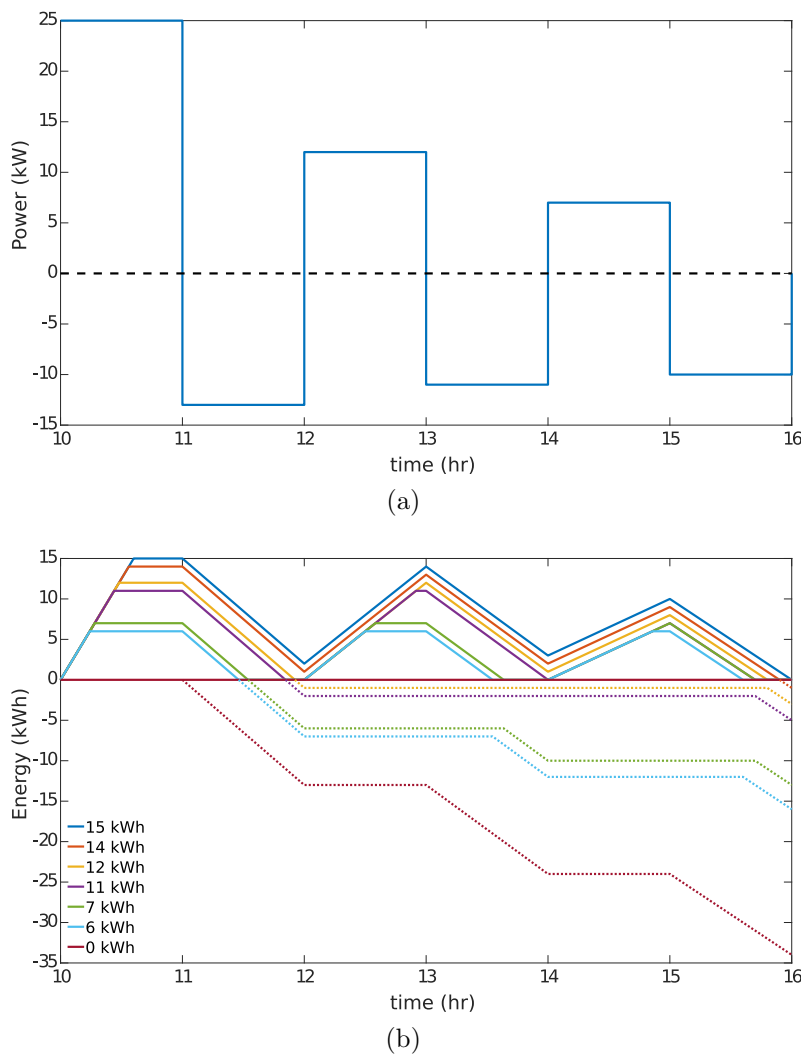 25
20
15
10
5
0
-5
-10
-15
Power (kW)
10 11 12 13 14 15 16
time (hr)
(a)
15
10
5
0
-5
-10
-15
-20
-25
-30
-35
Energy (kWh)
15 kWh
14 kWh
12 kWh
11 kWh
7 kWh
6 kWh
0 kWh
10 11 12 13 14 15 16
time (hr)
(b)